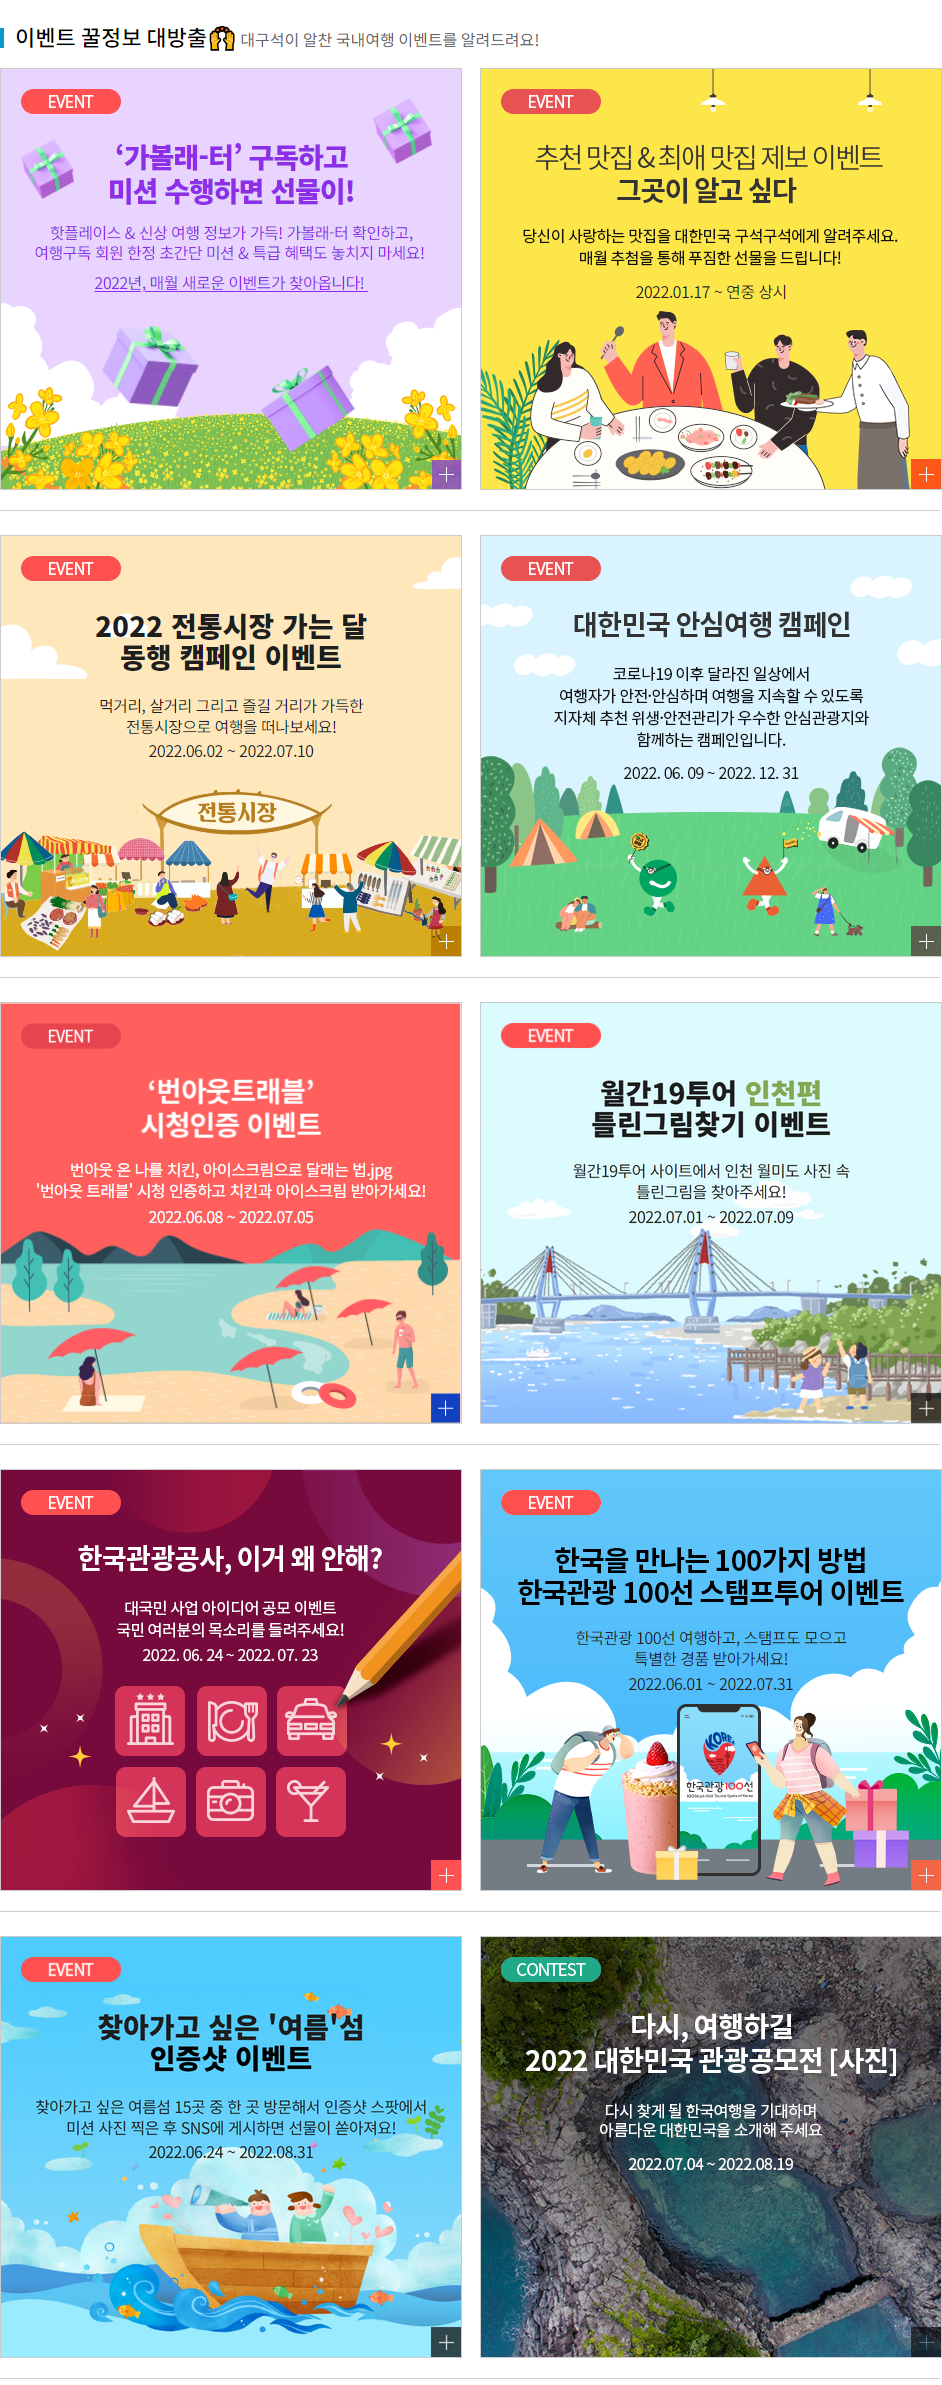 이벤트 꿀정보 대방출 대구석이 알찬 국내여행 이벤트를 알려드려요!
EVENT
‘가볼래-터’ 구독하고
미션 수행하면 선물이!
핫플레이스 & 신상 여행 정보가 가득! 가볼래-터 확인하고,
여행구독 회원 한정 초간단 미션 & 특급 혜택도 놓치지 마세요!
2022년, 매월 새로운 이벤트가 찾아옵니다!
EVENT
추천 맛집 & 최애 맛집 제보 이벤트
그곳이 알고 싶다
당신이 사랑하는 맛집을 대한민국 구석구석에게 알려주세요.
매월 추첨을 통해 푸짐한 선물을 드립니다!
2022.01.17 ~ 연중 상시
EVENT
2022 전통시장 가는 달
동행 캠페인 이벤트
먹거리, 살거리 그리고 즐길 거리가 가득한
전통시장으로 여행을 떠나보세요!
2022.06.02 ~ 2022.07.10
전통시장
EVENT
대한민국 안심여행 캠페인
코로나19 이후 달라진 일상에서
여행자가 안전·안심하며 여행을 지속할 수 있도록
지자체 추천 위생·안전관리가 우수한 안심관광지와
함께하는 캠페인입니다.
2022. 06. 09 ~ 2022. 12. 31
EVENT
‘번아웃트래블’
시청인증 이벤트
번아웃 온 나를 치킨, 아이스크림으로 달래는 법.jpg
'번아웃 트래블' 시청 인증하고 치킨과 아이스크림 받아가세요!
2022.06.08 ~ 2022.07.05
EVENT
월간19투어 인천편
틀린그림찾기 이벤트
월간19투어 사이트에서 인천 월미도 사진 속
틀린그림을 찾아주세요!
2022.07.01 ~ 2022.07.09
EVENT
한국관광공사, 이거 왜 안해?
대국민 사업 아이디어 공모 이벤트
국민 여러분의 목소리를 들려주세요!
2022. 06. 24 ~ 2022. 07. 23
EVENT
한국을 만나는 100가지 방법
한국관광 100선 스탬프투어 이벤트
한국관광 100선 여행하고, 스탬프도 모으고
특별한 경품 받아가세요!
2022.06.01 ~ 2022.07.31
KOREA
한국관광100선
100 Must-Visit Tourist Spots of Korea
EVENT
찾아가고 싶은 '여름'섬
인증샷 이벤트
찾아가고 싶은 여름섬 15곳 중 한 곳 방문해서 인증샷 스팟에서
미션 사진 찍은 후 SNS에 게시하면 선물이 쏟아져요!
2022.06.24 ~ 2022.08.31
CONTEST
다시, 여행하길
2022 대한민국 관광공모전 [사진]
다시 찾게 될 한국여행을 기대하며
아름다운 대한민국을 소개해 주세요
2022.07.04 ~ 2022.08.19